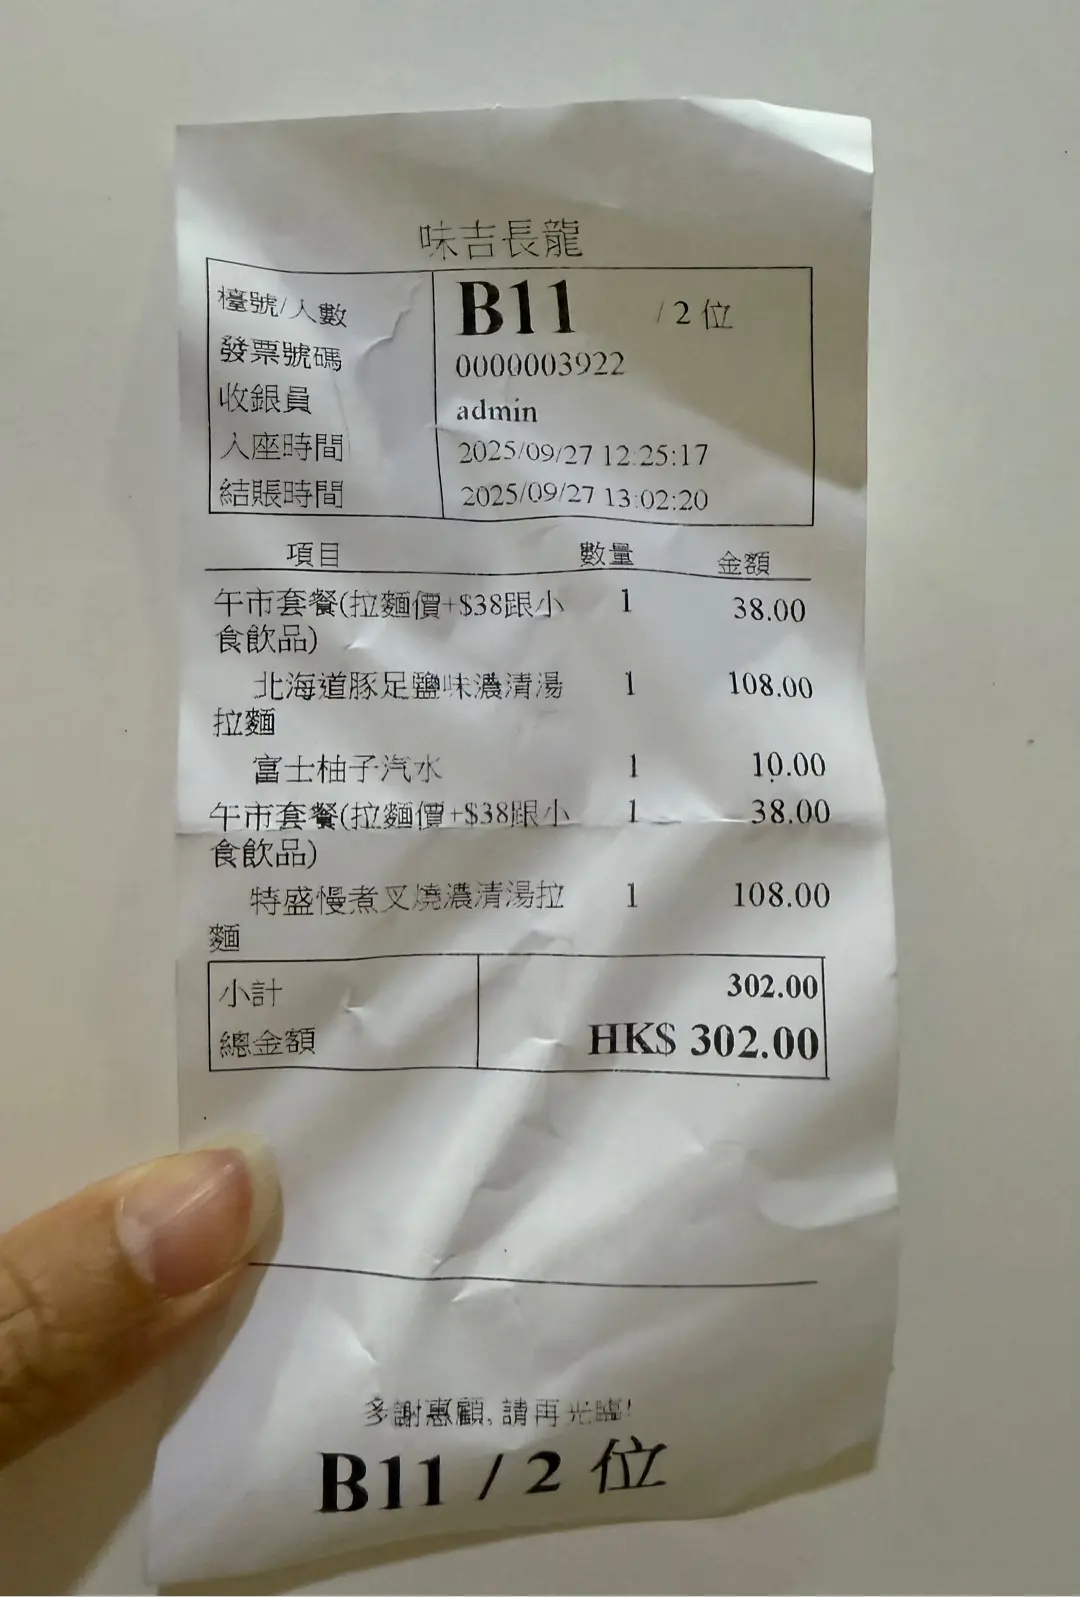 味吉長龍
檯號/人數 B11 / 2 位
發票號碼 0000003922
收銀員 admin
入座時間 2025/09/27 12:25:17
結賬時間 2025/09/27 13:02:20
項目 數量 金額
午市套餐(拉麵價+$38跟小 1 38.00
食飲品)
北海道豚足鹽味濃清湯 1 108.00
拉麵
富士柚子汽水 1 10.00
午市套餐(拉麵價+$38跟小 1 38.00
食飲品)
特盛慢煮叉燒濃清湯拉 1 108.00
麵
小計 302.00
總金額 HK$ 302.00
多謝惠顧,請再光臨!
B11 / 2 位